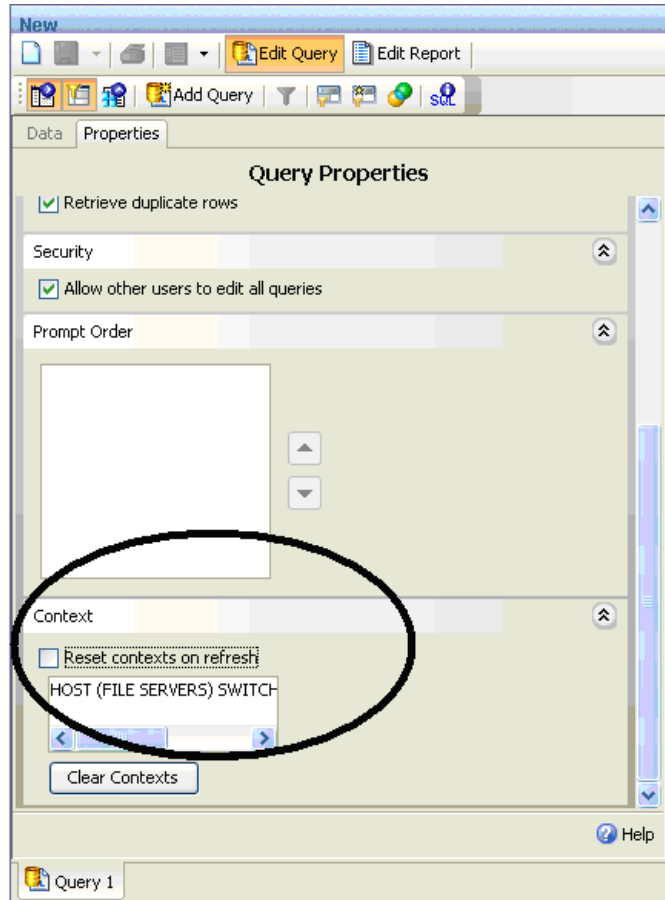 New
Edit Query Edit Report
Add Query SQL
Data Properties
Query Properties
Retrieve duplicate rows
Security
Allow other users to edit all queries
Prompt Order
Context
Reset contexts on refresh
HOST (FILE SERVERS) SWITCH
Clear Contexts
Help
Query 1